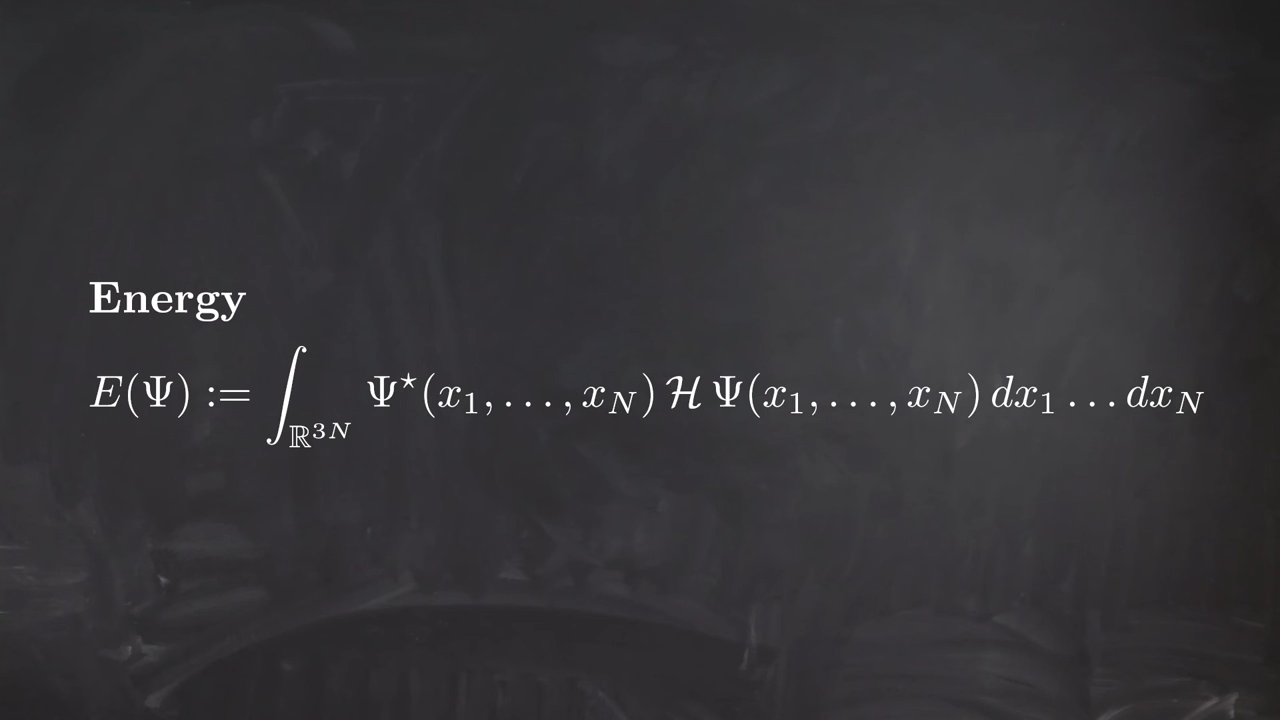 Energy
E(Ψ) := ∫_{ℝ^{3N}} Ψ^⋆(x_1, …, x_N) ℋ Ψ(x_1, …, x_N) dx_1 … dx_N